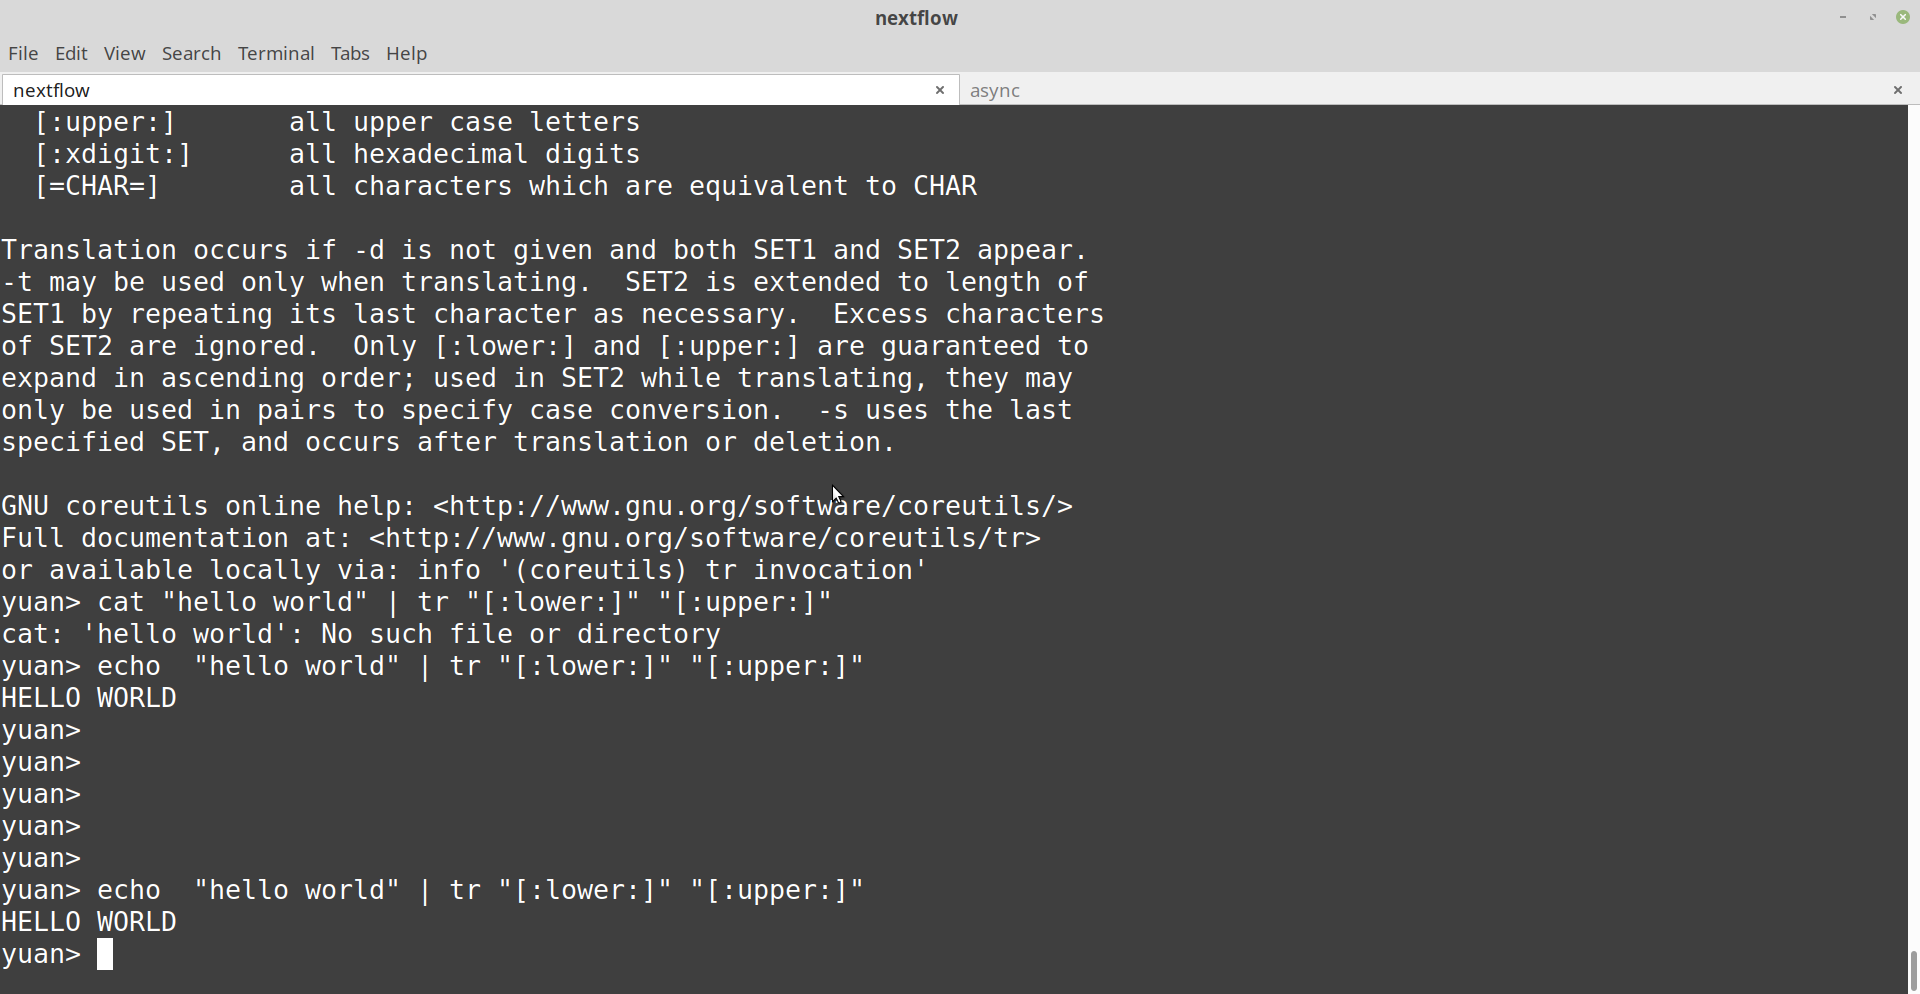 nextflow
File Edit View Search Terminal Tabs Help
nextflow × async ×
  [:upper:]       all upper case letters
  [:xdigit:]      all hexadecimal digits
  [=CHAR=]        all characters which are equivalent to CHAR

Translation occurs if -d is not given and both SET1 and SET2 appear.
-t may be used only when translating.  SET2 is extended to length of
SET1 by repeating its last character as necessary.  Excess characters
of SET2 are ignored.  Only [:lower:] and [:upper:] are guaranteed to
expand in ascending order; used in SET2 while translating, they may
only be used in pairs to specify case conversion.  -s uses the last
specified SET, and occurs after translation or deletion.

GNU coreutils online help: <http://www.gnu.org/software/coreutils/>
Full documentation at: <http://www.gnu.org/software/coreutils/tr>
or available locally via: info '(coreutils) tr invocation'
yuan> cat "hello world" | tr "[:lower:]" "[:upper:]"
cat: 'hello world': No such file or directory
yuan> echo  "hello world" | tr "[:lower:]" "[:upper:]"
HELLO WORLD
yuan>
yuan>
yuan>
yuan>
yuan>
yuan> echo  "hello world" | tr "[:lower:]" "[:upper:]"
HELLO WORLD
yuan>